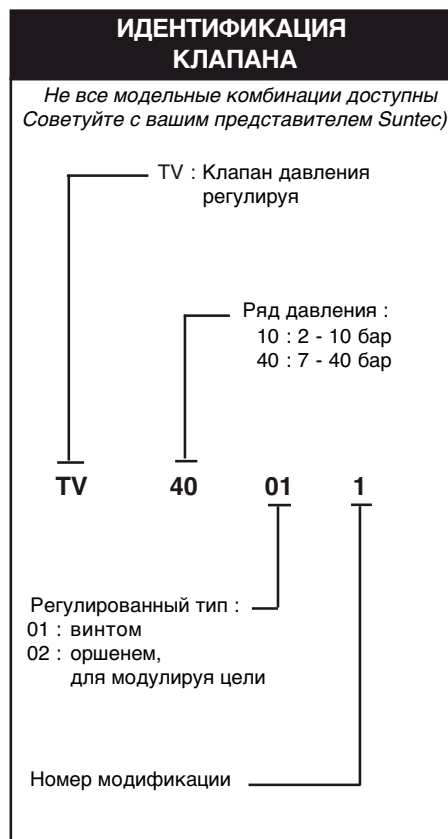 ИДЕНТИФИКАЦИЯ
КЛАПАНА
Не все модельные комбинации доступны
Советуйте с вашим представителем Suntec)
TV : Клапан давления
регулируя
Ряд давления :
10 : 2 - 10 бар
40 : 7 - 40 бар
TV 40 01 1
Регулированный тип :
01 : винтом
02 : оршенем,
для модулируя цели
Номер модификации